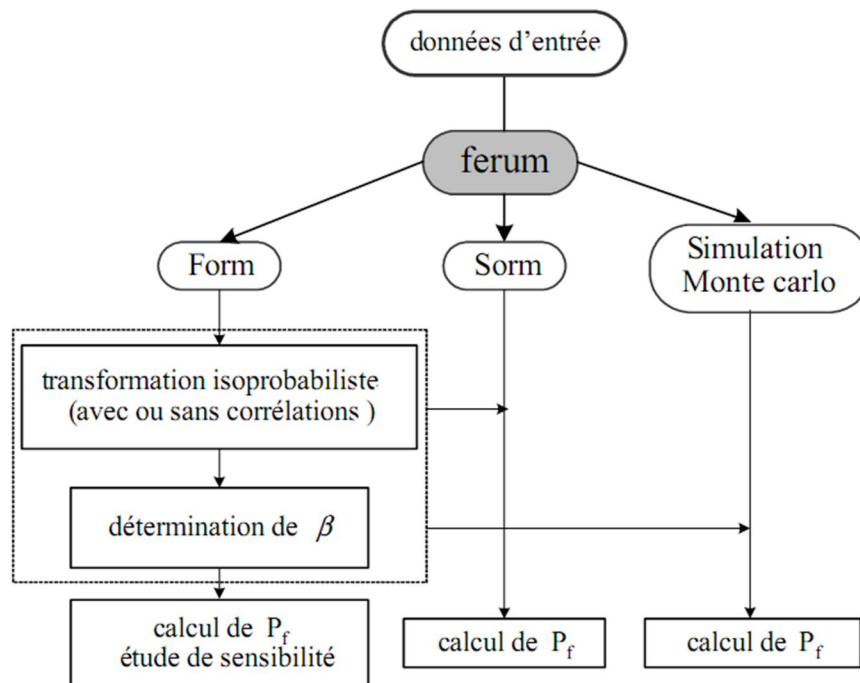 données d'entrée
ferum
Form
Sorm
Simulation
Monte carlo
transformation isoprobabiliste
(avec ou sans corrélations )
détermination de β
calcul de Pf
étude de sensibilité
calcul de Pf
calcul de Pf